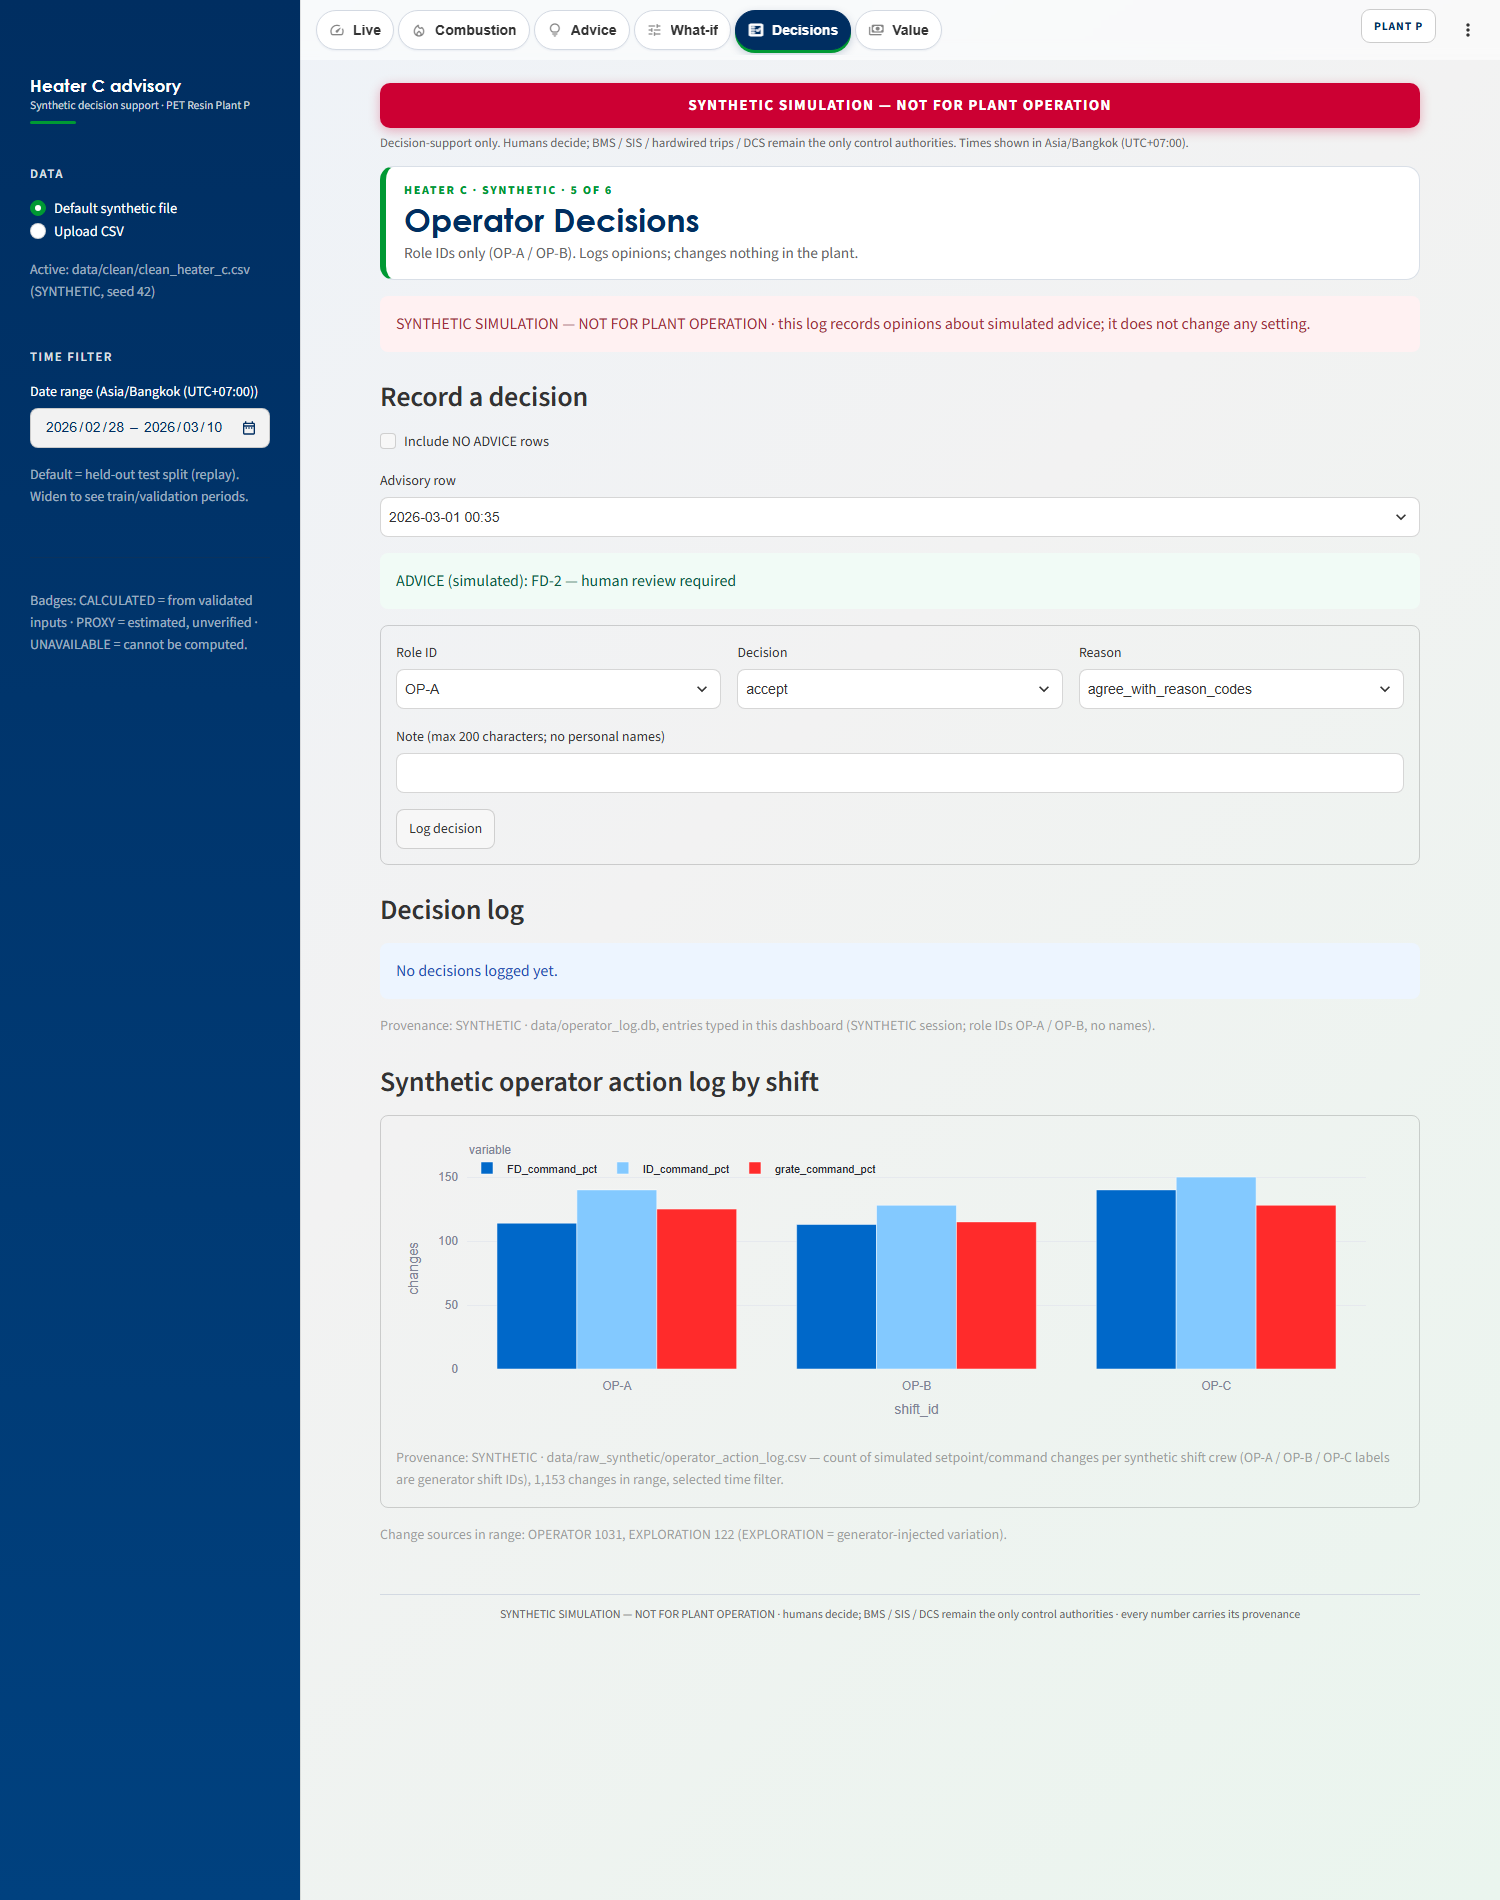 Live
Combustion
Advice
What-if
Decisions
Value
PLANT P
Heater C advisory
Synthetic decision support · PET Resin Plant P
DATA
Default synthetic file
Upload CSV
Active: data/clean/clean_heater_c.csv
(SYNTHETIC, seed 42)
TIME FILTER
Date range (Asia/Bangkok (UTC+07:00))
2026/02/28 – 2026/03/10
Default = held-out test split (replay).
Widen to see train/validation periods.
Badges: CALCULATED = from validated
inputs · PROXY = estimated, unverified ·
UNAVAILABLE = cannot be computed.
SYNTHETIC SIMULATION — NOT FOR PLANT OPERATION
Decision-support only. Humans decide; BMS / SIS / hardwired trips / DCS remain the only control authorities. Times shown in Asia/Bangkok (UTC+07:00).
HEATER C · SYNTHETIC · 5 OF 6
Operator Decisions
Role IDs only (OP-A / OP-B). Logs opinions; changes nothing in the plant.
SYNTHETIC SIMULATION — NOT FOR PLANT OPERATION · this log records opinions about simulated advice; it does not change any setting.
Record a decision
Include NO ADVICE rows
Advisory row
2026-03-01 00:35
ADVICE (simulated): FD-2 — human review required
Role ID
Decision
Reason
OP-A
accept
agree_with_reason_codes
Note (max 200 characters; no personal names)
Log decision
Decision log
No decisions logged yet.
Provenance: SYNTHETIC · data/operator_log.db, entries typed in this dashboard (SYNTHETIC session; role IDs OP-A / OP-B, no names).
Synthetic operator action log by shift
variable
FD_command_pct
ID_command_pct
grate_command_pct
150
100
50
0
changes
OP-A
OP-B
OP-C
shift_id
Provenance: SYNTHETIC · data/raw_synthetic/operator_action_log.csv — count of simulated setpoint/command changes per synthetic shift crew (OP-A / OP-B / OP-C labels
are generator shift IDs), 1,153 changes in range, selected time filter.
Change sources in range: OPERATOR 1031, EXPLORATION 122 (EXPLORATION = generator-injected variation).
SYNTHETIC SIMULATION — NOT FOR PLANT OPERATION · humans decide; BMS / SIS / DCS remain the only control authorities · every number carries its provenance